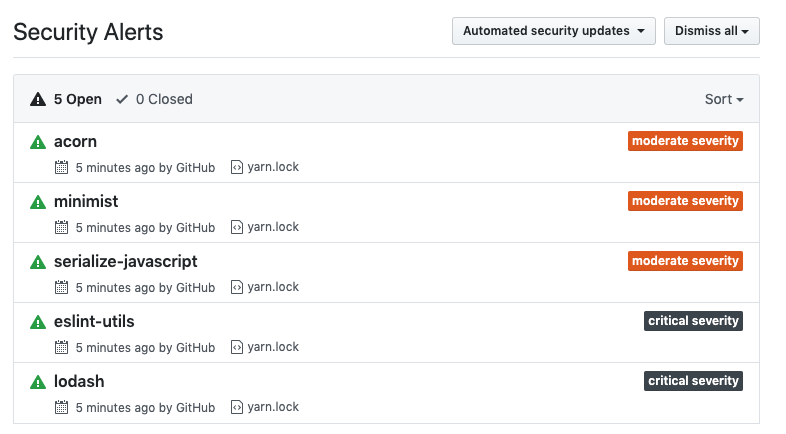 Security Alerts
Automated security updates
Dismiss all
5 Open
0 Closed
Sort
acorn
moderate severity
5 minutes ago by GitHub
yarn.lock
minimist
moderate severity
5 minutes ago by GitHub
yarn.lock
serialize-javascript
moderate severity
5 minutes ago by GitHub
yarn.lock
eslint-utils
critical severity
5 minutes ago by GitHub
yarn.lock
lodash
critical severity
5 minutes ago by GitHub
yarn.lock